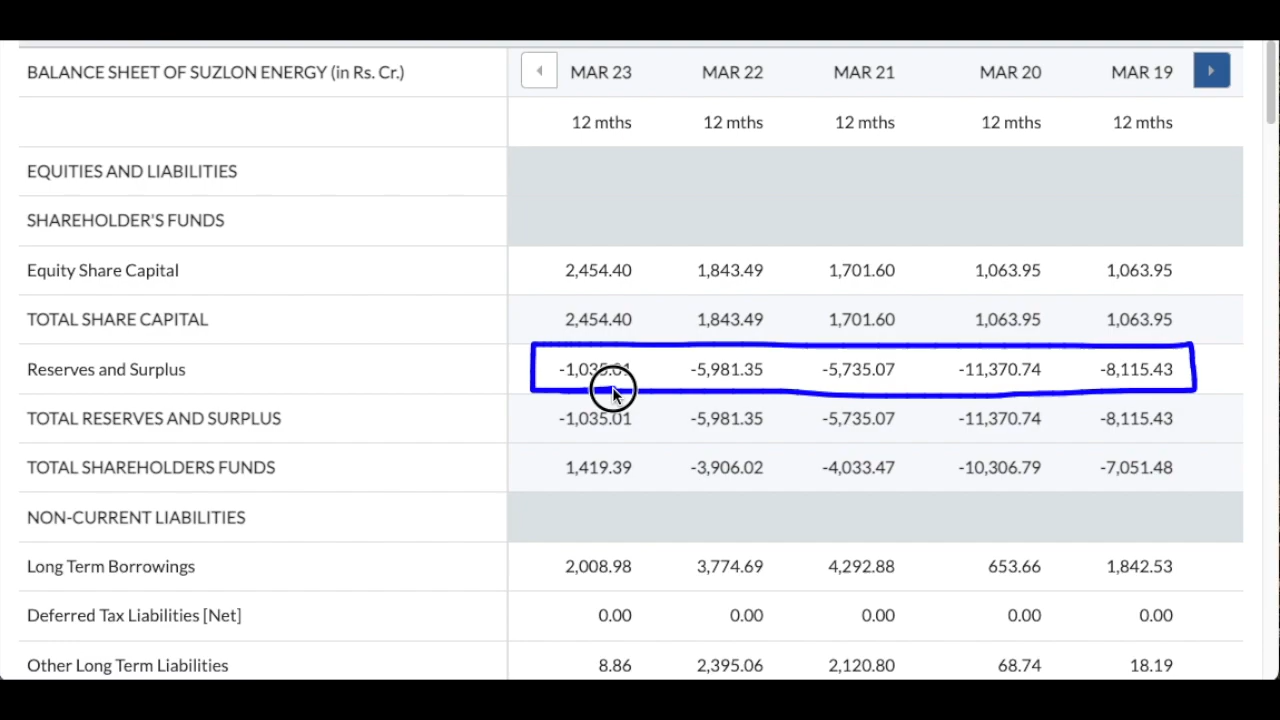 BALANCE SHEET OF SUZLON ENERGY (in Rs. Cr.) MAR 23 MAR 22 MAR 21 MAR 20 MAR 19
12 mths 12 mths 12 mths 12 mths 12 mths
EQUITIES AND LIABILITIES
SHAREHOLDER'S FUNDS
Equity Share Capital 2,454.40 1,843.49 1,701.60 1,063.95 1,063.95
TOTAL SHARE CAPITAL 2,454.40 1,843.49 1,701.60 1,063.95 1,063.95
Reserves and Surplus -1,035.01 -5,981.35 -5,735.07 -11,370.74 -8,115.43
TOTAL RESERVES AND SURPLUS -1,035.01 -5,981.35 -5,735.07 -11,370.74 -8,115.43
TOTAL SHAREHOLDERS FUNDS 1,419.39 -3,906.02 -4,033.47 -10,306.79 -7,051.48
NON-CURRENT LIABILITIES
Long Term Borrowings 2,008.98 3,774.69 4,292.88 653.66 1,842.53
Deferred Tax Liabilities [Net] 0.00 0.00 0.00 0.00 0.00
Other Long Term Liabilities 8.86 2,395.06 2,120.80 68.74 18.19